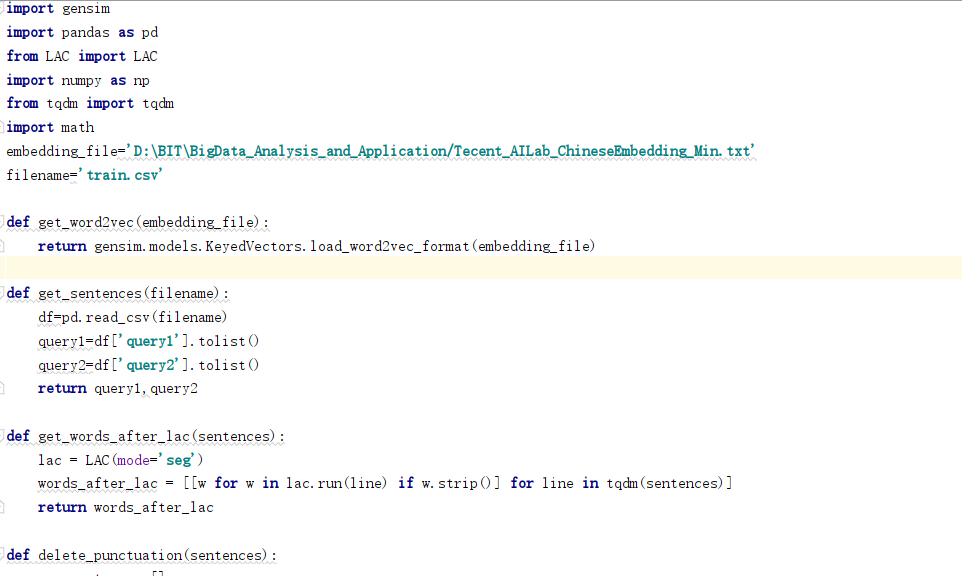 import gensim
import pandas as pd
from LAC import LAC
import numpy as np
from tqdm import tqdm
import math
embedding_file='D:\BIT\BigData_Analysis_and_Application/Tecent_AILab_ChineseEmbedding_Min.txt'
filename='train.csv'
def get_word2vec(embedding_file):
    return gensim.models.KeyedVectors.load_word2vec_format(embedding_file)
def get_sentences(filename):
    df=pd.read_csv(filename)
    query1=df['query1'].tolist()
    query2=df['query2'].tolist()
    return query1,query2
def get_words_after_lac(sentences):
    lac = LAC(mode='seg')
    words_after_lac = [[w for w in lac.run(line) if w.strip()] for line in tqdm(sentences)]
    return words_after_lac
def delete_punctuation(sentences):